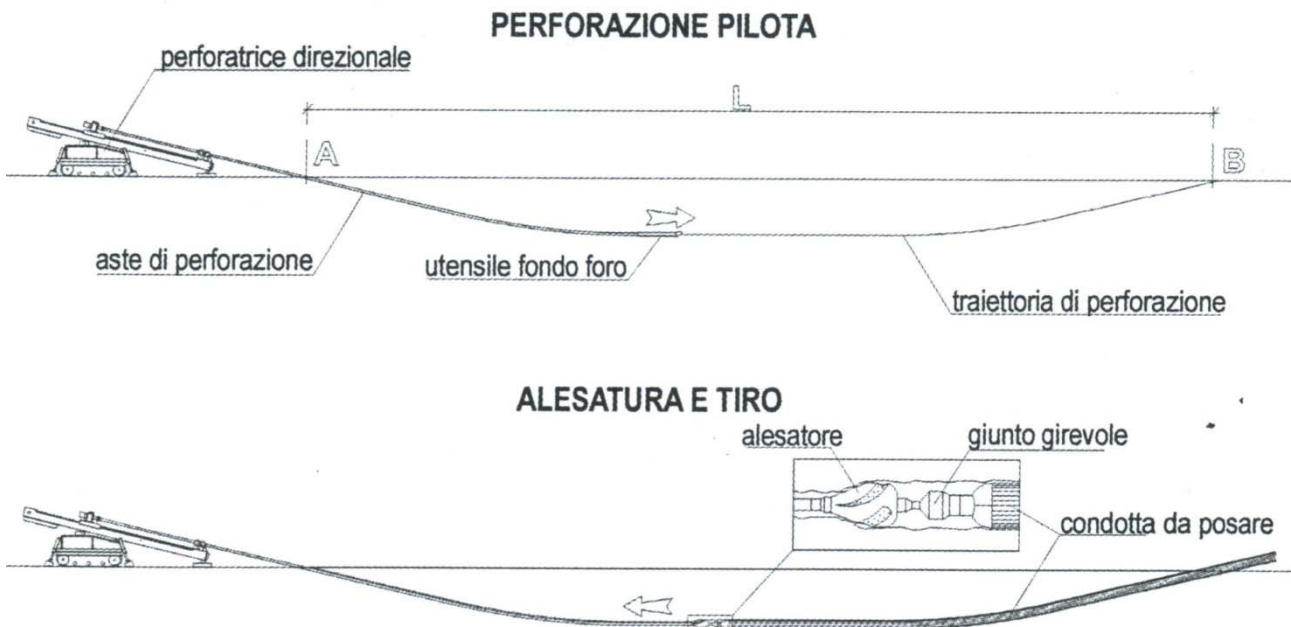 PERFORAZIONE PILOTA
perforatrice direzionale
L
A
B
aste di perforazione
utensile fondo foro
traiettoria di perforazione
ALESATURA E TIRO
alesatore
giunto girevole
condotta da posare